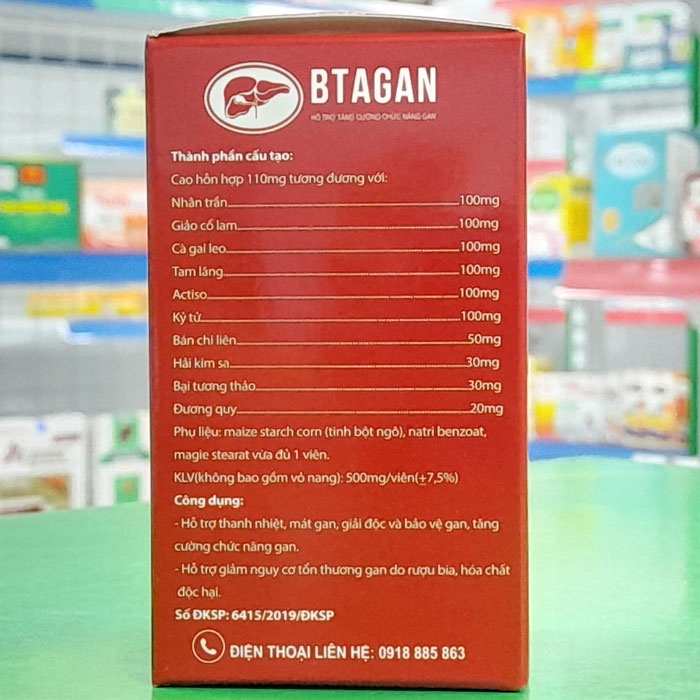 BTAGAN
HỖ TRỢ TĂNG CƯỜNG CHỨC NĂNG GAN
Thành phần cấu tạo:
Cao hỗn hợp 110mg tương đương với:
Nhân trần 100mg
Giảo cổ lam 100mg
Cà gai leo 100mg
Tam lăng 100mg
Actiso 100mg
Kỷ tử 100mg
Bán chi liên 50mg
Hải kim sa 30mg
Bại tương thảo 30mg
Đương quy 20mg
Phụ liệu: maize starch corn (tinh bột ngô), natri benzoat,
magie stearat vừa đủ 1 viên.
KLV(không bao gồm vỏ nang): 500mg/viên(±7,5%)
Công dụng:
- Hỗ trợ thanh nhiệt, mát gan, giải độc và bảo vệ gan, tăng
cường chức năng gan.
- Hỗ trợ giảm nguy cơ tổn thương gan do rượu bia, hóa chất
độc hại.
Số ĐKSP: 6415/2019/ĐKSP
ĐIỆN THOẠI LIÊN HỆ: 0918 885 863